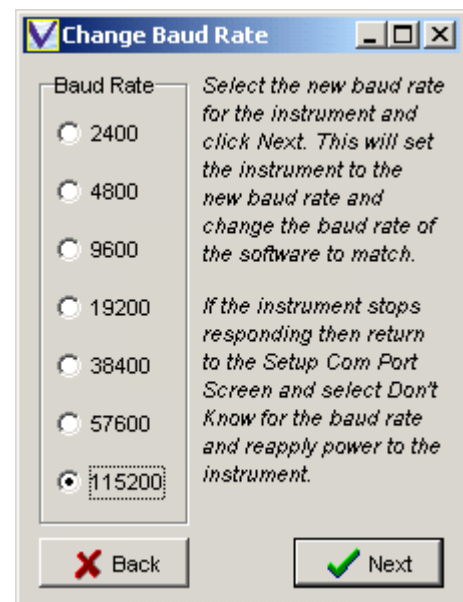 Change Baud Rate
Baud Rate
2400
4800
9600
19200
38400
57600
115200
Select the new baud rate
for the instrument and
click Next. This will set
the instrument to the
new baud rate and
change the baud rate of
the software to match.
If the instrument stops
responding then return
to the Setup Com Port
Screen and select Don't
Know for the baud rate
and reapply power to the
instrument.
Back
Next